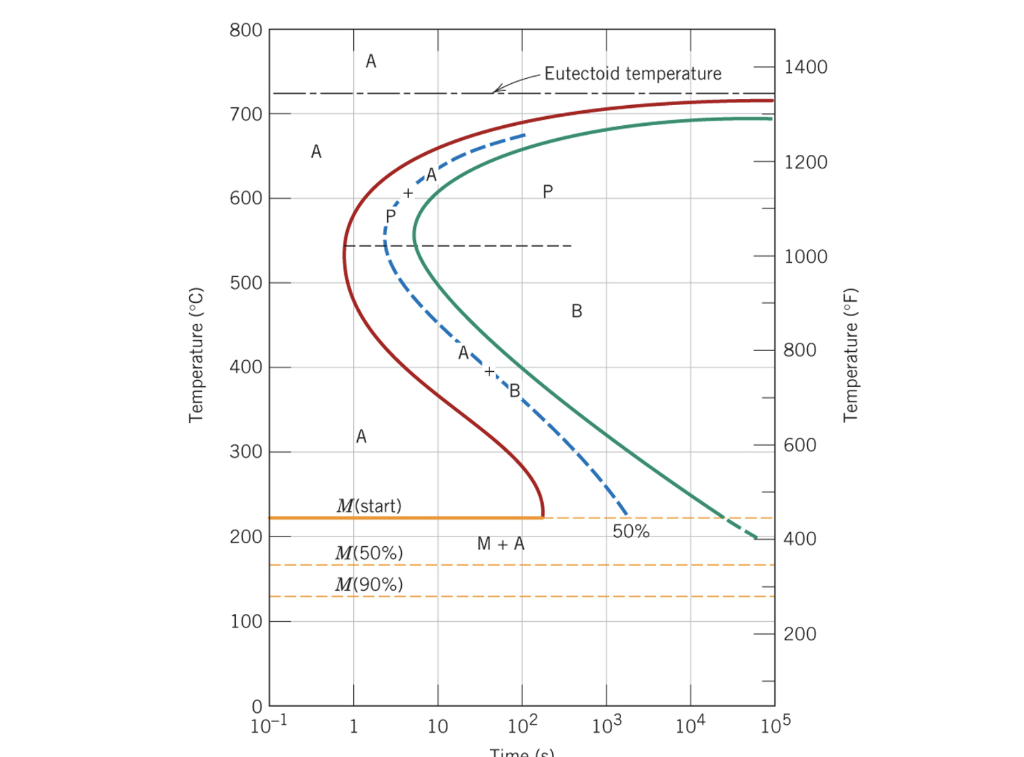 800
A
1400
Eutectoid temperature
700
A
1200
A
+
600
P
P
1000
500
B
Temperature (°C)
Temperature (°F)
A
+
B
400
800
A
300
600
M(start)
200
50%
400
M + A
M(50%)
M(90%)
100
200
0
10⁻¹ 1 10 10² 10³ 10⁴ 10⁵
Time (s)